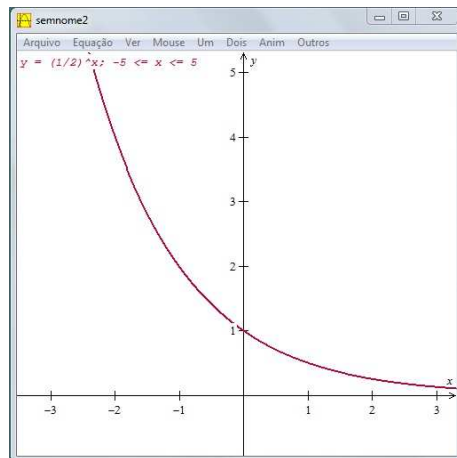 semnome2
Arquivo Equação Ver Mouse Um Dois Anim Outros
y = (1/2)^x; -5 <= x <= 5
y
5
4
3
2
1
x
−3 −2 −1 1 2 3